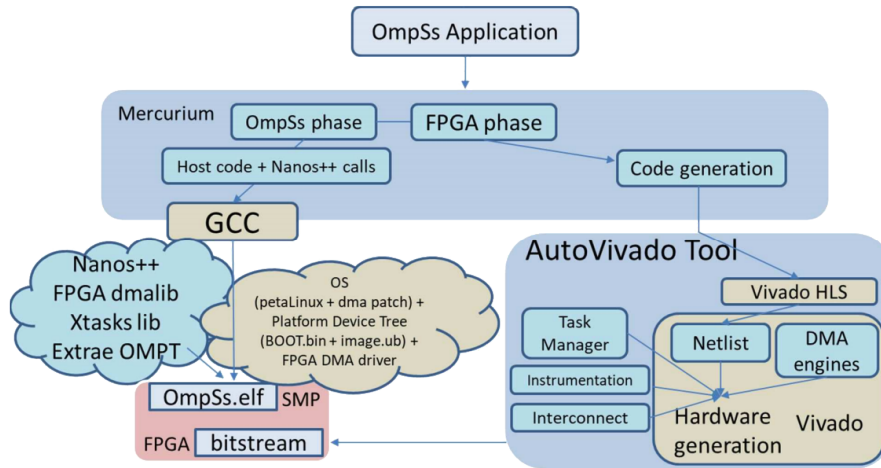 OmpSs Application
Mercurium
OmpSs phase
FPGA phase
Host code + Nanos++ calls
Code generation
GCC
Nanos++
FPGA dmalib
Xtasks lib
Extrae OMPT
OS
(petaLinux + dma patch) +
Platform Device Tree
(BOOT.bin + image.ub) +
FPGA DMA driver
OmpSs.elf
SMP
FPGA
bitstream
AutoVivado Tool
Vivado HLS
Task
Manager
Netlist
DMA
engines
Instrumentation
Interconnect
Hardware
generation
Vivado